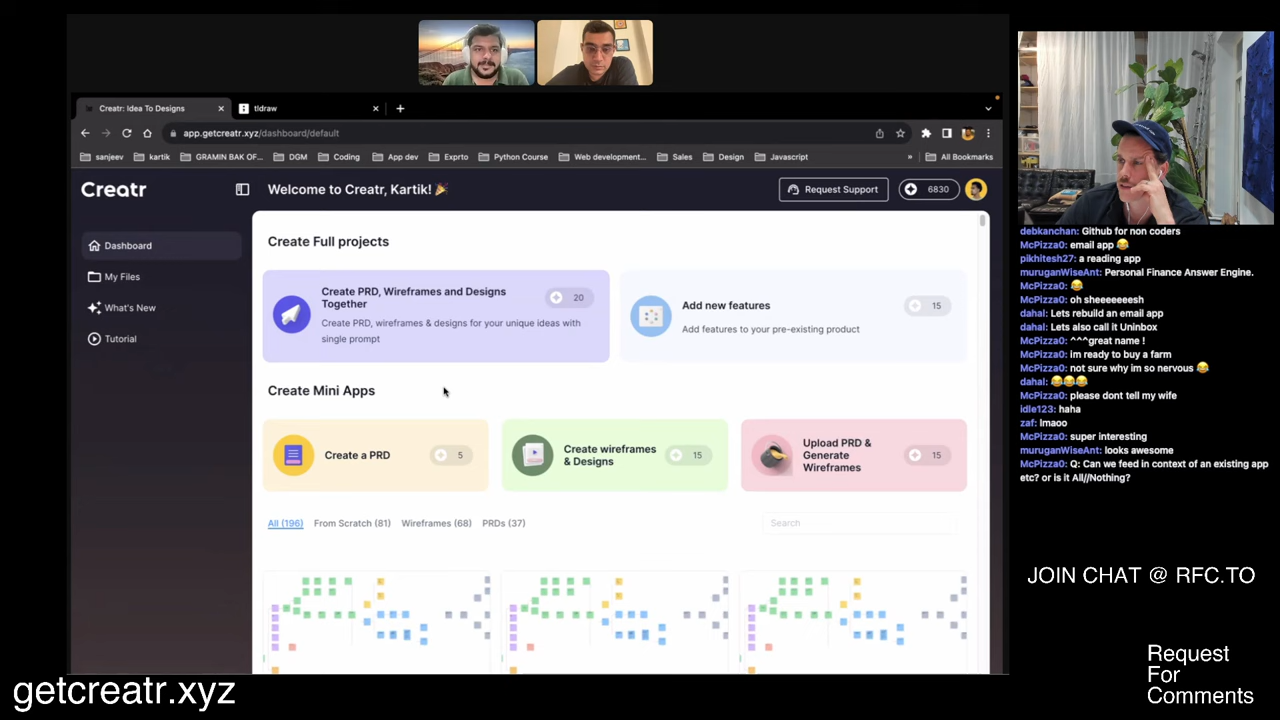 Creatr: Idea To Designs
tldraw
app.getcreatr.xyz/dashboard/default
sanjeev
kartik
GRAMIN BAK OF...
DGM
Coding
App dev
Exprto
Python Course
Web development...
Sales
Design
Javascript
»
All Bookmarks
Creatr
Welcome to Creatr, Kartik! 🎉
Request Support
6830
Dashboard
My Files
What's New
Tutorial
Create Full projects
Create PRD, Wireframes and Designs
Together
20
Create PRD, wireframes & designs for your unique ideas with
single prompt
Add new features
15
Add features to your pre-existing product
Create Mini Apps
Create a PRD
5
Create wireframes
& Designs
15
Upload PRD &
Generate
Wireframes
15
All (196)
From Scratch (81)
Wireframes (68)
PRDs (37)
Search
debkanchan: Github for non coders
McPizza0: email app 😂
pikhitesh27: a reading app
muruganWiseAnt: Personal Finance Answer Engine.
McPizza0: 😂
McPizza0: oh sheeeeeesh
dahal: Lets rebuild an email app
dahal: Lets also call it Uninbox
McPizza0: ^^^great name !
McPizza0: im ready to buy a farm
McPizza0: not sure why im so nervous 😂
dahal: 😂😂😂
McPizza0: please dont tell my wife
idle123: haha
zaf: lmaoo
McPizza0: super interesting
muruganWiseAnt: looks awesome
McPizza0: Q: Can we feed in context of an existing app
etc? or is it All//Nothing?
JOIN CHAT @ RFC.TO
Request
For
Comments
getcreatr.xyz